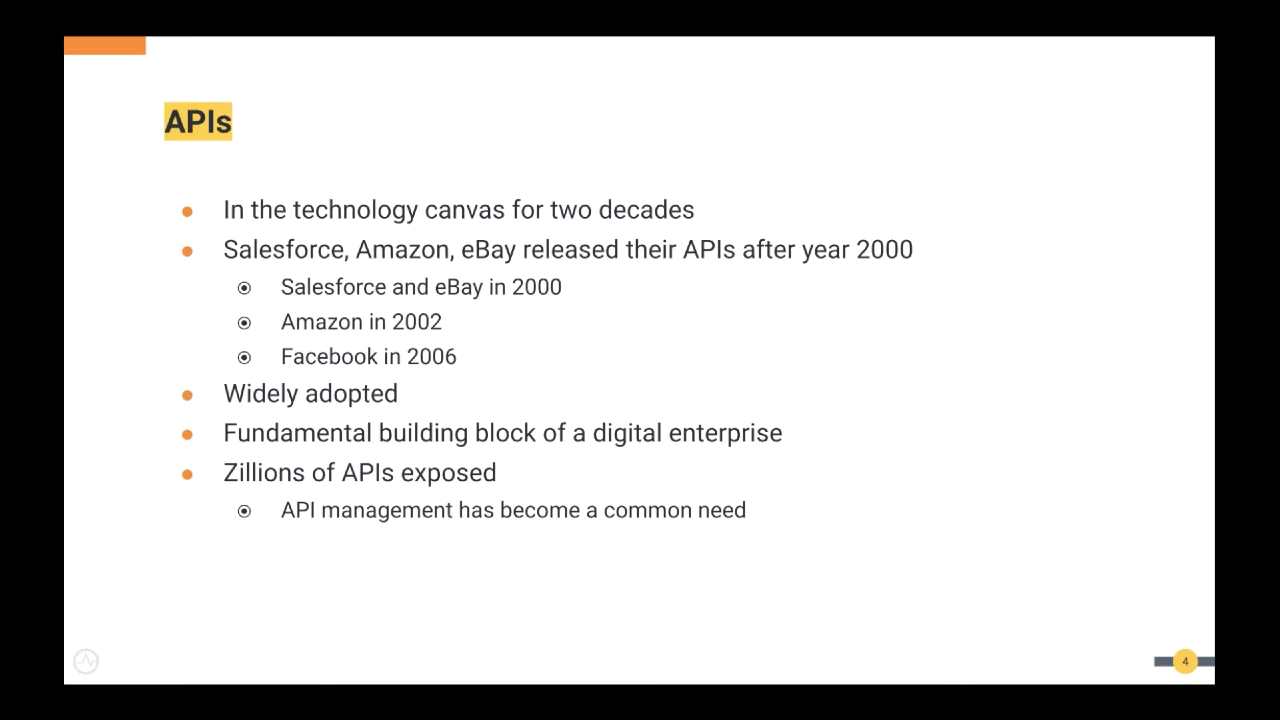 APIs
In the technology canvas for two decades
Salesforce, Amazon, eBay released their APIs after year 2000
Salesforce and eBay in 2000
Amazon in 2002
Facebook in 2006
Widely adopted
Fundamental building block of a digital enterprise
Zillions of APIs exposed
API management has become a common need
4